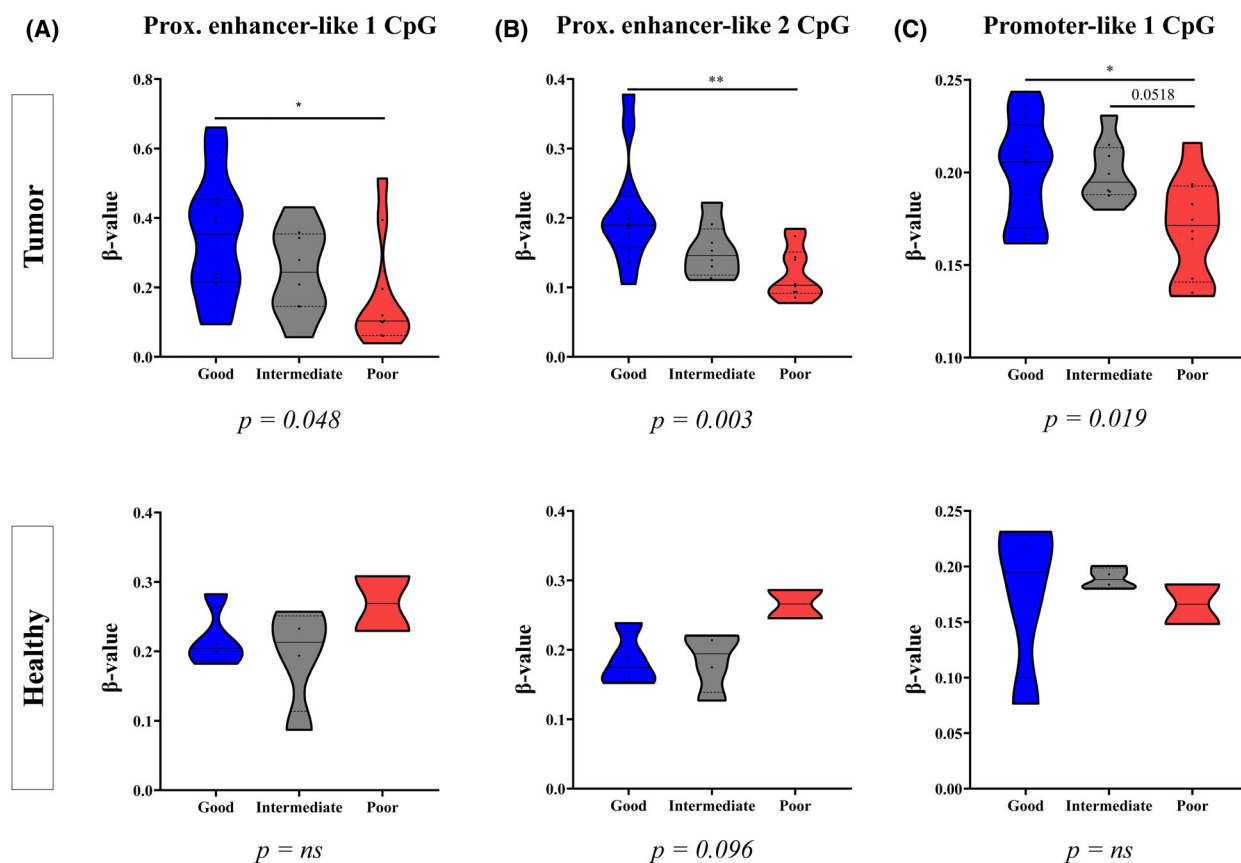 (A) Prox. enhancer-like 1 CpG
(B) Prox. enhancer-like 2 CpG
(C) Promoter-like 1 CpG
Tumor
β-value
0.8
0.6
0.4
0.2
0.0
*
Good Intermediate Poor
p = 0.048
β-value
0.4
0.3
0.2
0.1
0.0
**
Good Intermediate Poor
p = 0.003
β-value
0.25
0.20
0.15
0.10
*
0.0518
Good Intermediate Poor
p = 0.019
Healthy
β-value
0.4
0.3
0.2
0.1
0.0
Good Intermediate Poor
p = ns
β-value
0.4
0.3
0.2
0.1
0.0
Good Intermediate Poor
p = 0.096
β-value
0.25
0.20
0.15
0.10
0.05
0.00
Good Intermediate Poor
p = ns